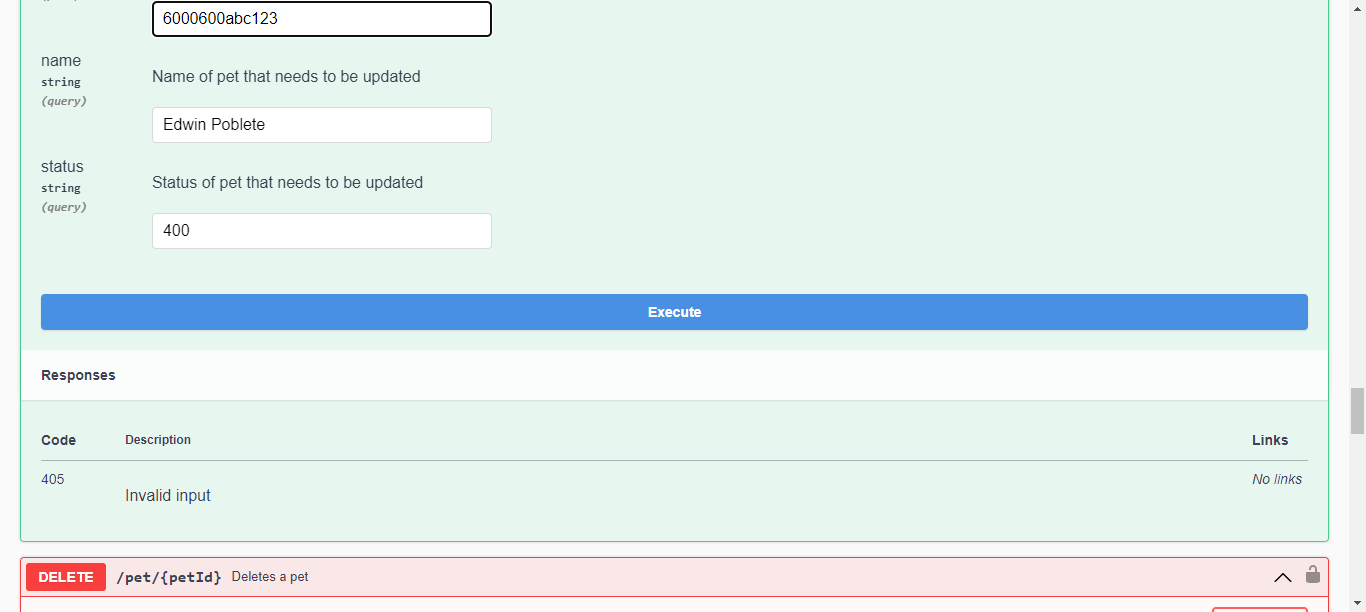 6000600abc123
name
string
(query)
Name of pet that needs to be updated
Edwin Poblete
status
string
(query)
Status of pet that needs to be updated
400
Execute
Responses
Code Description Links
405 No links
Invalid input
DELETE /pet/{petId} Deletes a pet